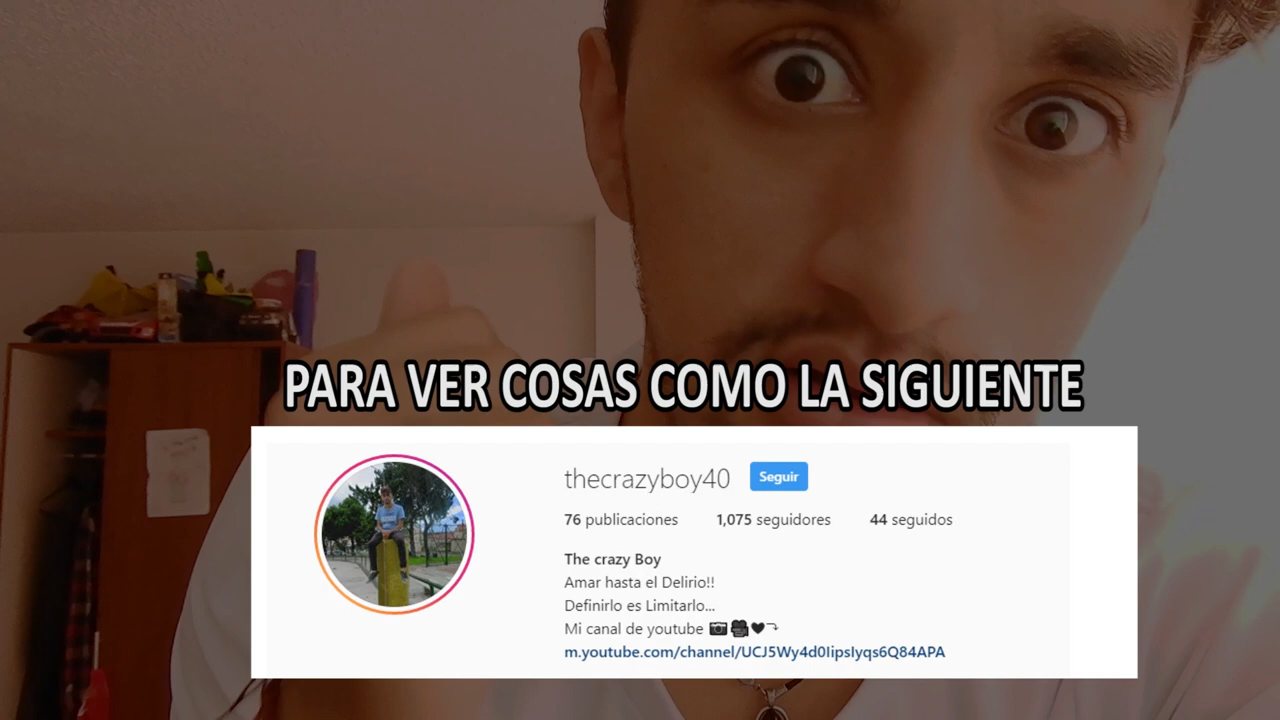 PARA VER COSAS COMO LA SIGUIENTE
thecrazyboy40 Seguir
76 publicaciones 1,075 seguidores 44 seguidos
The crazy Boy
Amar hasta el Delirio!!
Definirlo es Limitarlo...
Mi canal de youtube 📷🎥🖤⤵
m.youtube.com/channel/UCJ5Wy4d0IipsIyqs6Q84APA